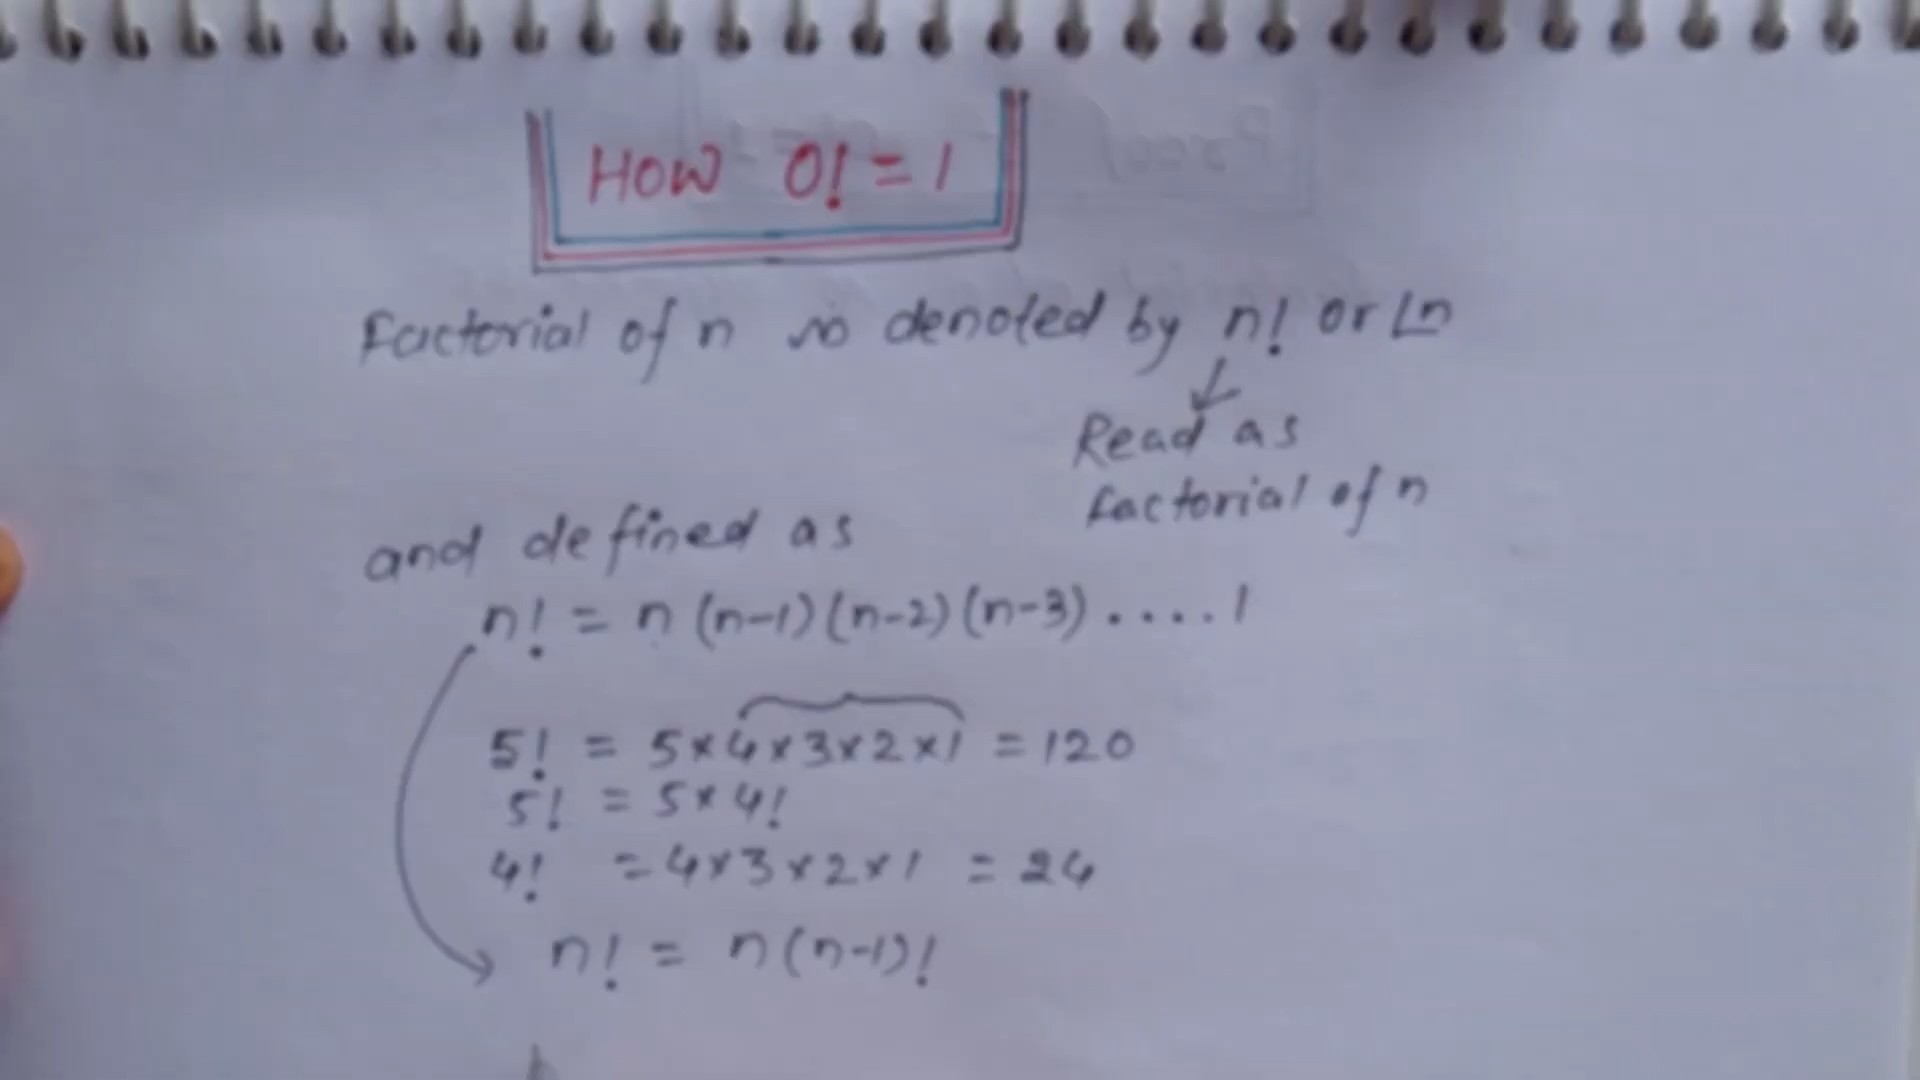 How 0! = 1
Factorial of n is denoted by n! or ∟n
Read as
factorial of n
and defined as
n! = n (n-1) (n-2) (n-3) ..... 1
5! = 5×4×3×2×1 = 120
5! = 5×4!
4! = 4×3×2×1 = 24
n! = n(n-1)!